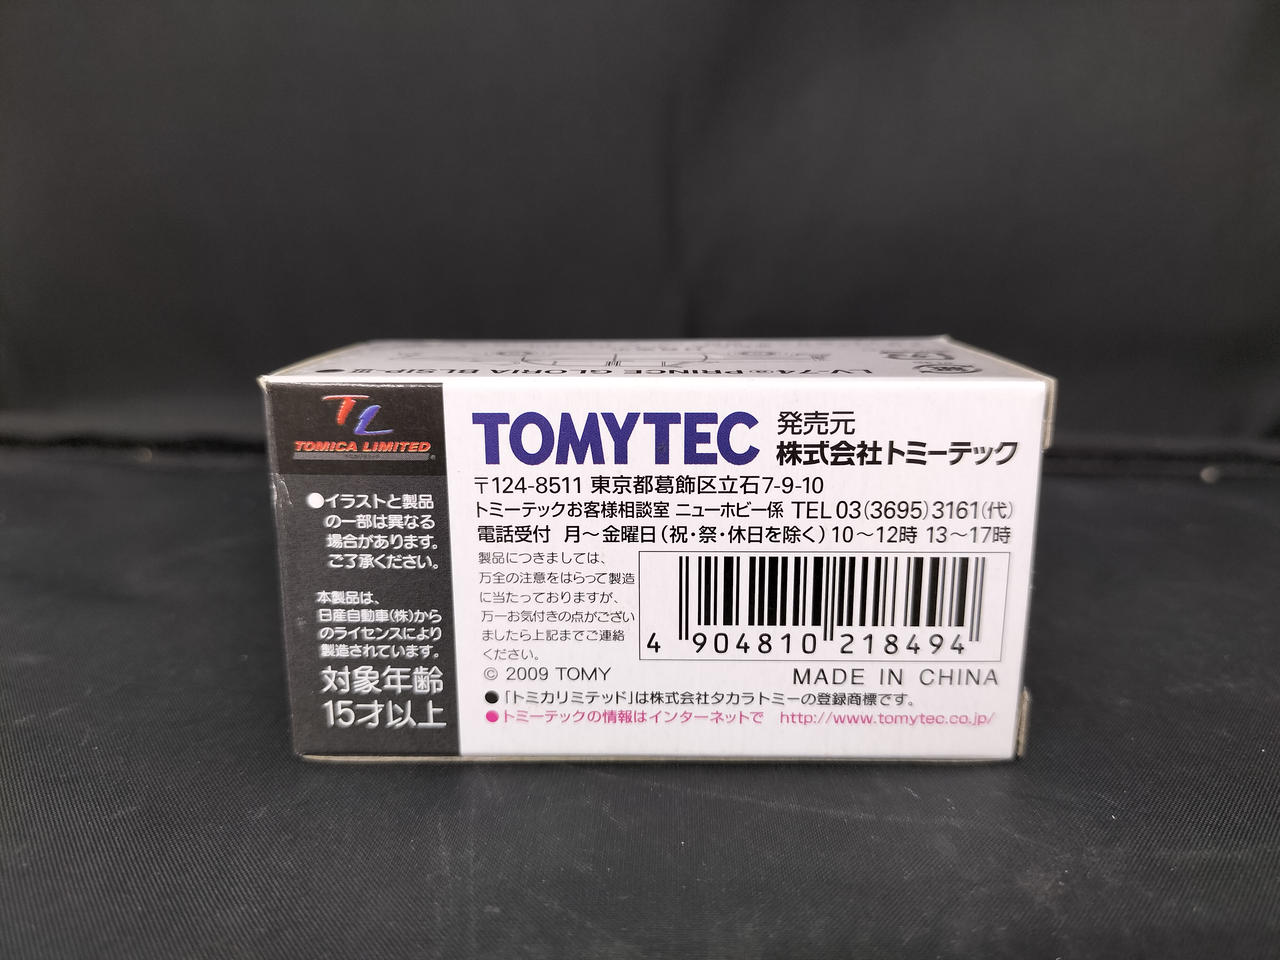 LV-74ⓐ PRINCE GLORIA
TL
TOMICA LIMITED
●イラストと製品
の一部は異なる
場合があります。
ご了承ください。
本製品は、
日産自動車(株)から
のライセンスにより
製造されています。
対象年齢
15才以上
TOMYTEC
発売元
株式会社トミーテック
〒124-8511 東京都葛飾区立石7-9-10
トミーテックお客様相談室 ニューホビー係 TEL 03(3695)3161(代)
電話受付 月～金曜日(祝・祭・休日を除く)10～12時 13～17時
製品につきましては、
万全の注意をはらって製造
に当たっておりますが、
万一お気付きの点がござい
ましたら上記までご連絡
ください。
4 904810 218494
© 2009 TOMY
MADE IN CHINA
●「トミカリミテッド」は株式会社タカラトミーの登録商標です。
●トミーテックの情報はインターネットで http://www.tomytec.co.jp/